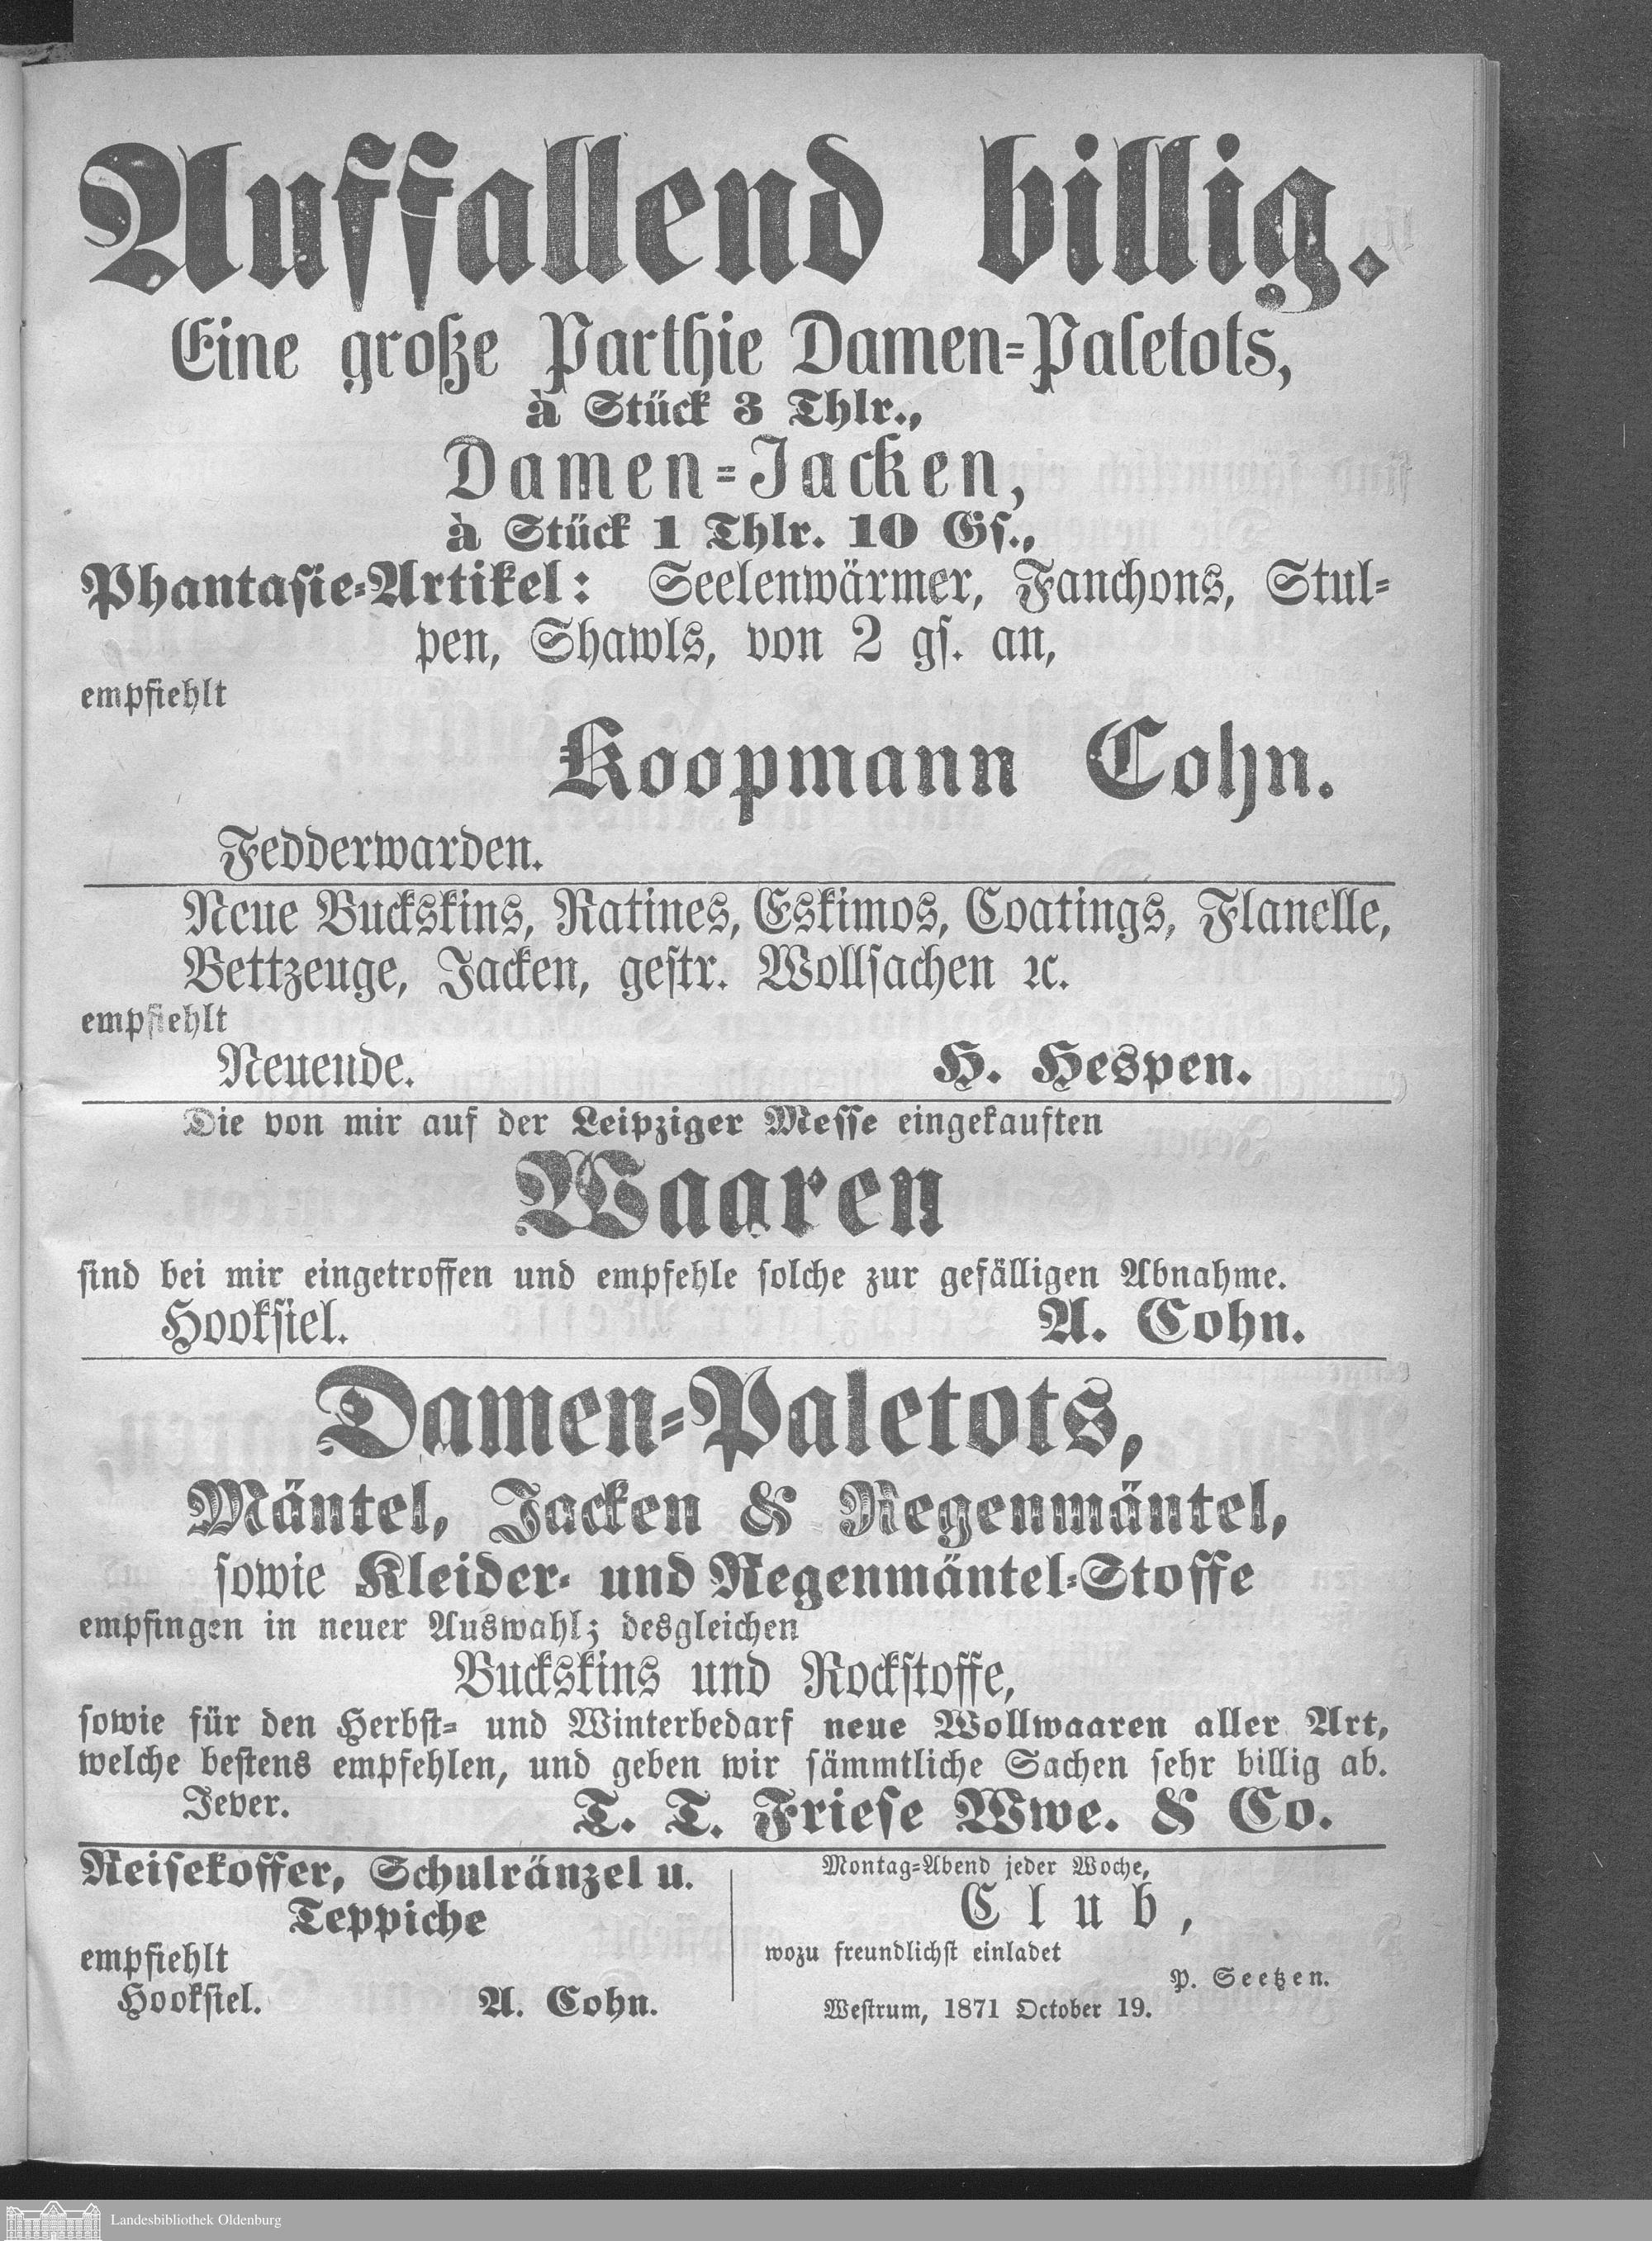 Auffallend billig.
Eine große Parthie Damen=Paletots,
à Stück 3 Thlr.,
Damen=Jacken,
à Stück 1 Thlr. 10 Gs.,
Phantasie=Artikel: Seelenwärmer, Fanchons, Stul=
pen, Shawls, von 2 gs. an,
empfiehlt
Koopmann Cohn.
Fedderwarden.
Neue Buckskins, Ratines, Eskimos, Coatings, Flanelle,
Bettzeuge, Jacken, gestr. Wollsachen ꝛc.
empfiehlt
Neuende. H. Hespen.
Die von mir auf der Leipziger Messe eingekauften
Waaren
sind bei mir eingetroffen und empfehle solche zur gefälligen Abnahme.
Hooksiel. A. Cohn.
Damen=Paletots,
Mäntel, Jacken & Regenmäntel,
sowie Kleider= und Regenmäntel=Stoffe
empfingen in neuer Auswahl; desgleichen
Buckskins und Rockstoffe,
sowie für den Herbst= und Winterbedarf neue Wollwaaren aller Art,
welche bestens empfehlen, und geben wir sämmtliche Sachen sehr billig ab.
Jever. T. T. Friese Wwe. & Co.
Reisekoffer, Schulränzel u.
Teppiche
empfiehlt
Hooksiel. A. Cohn.
Montag=Abend jeder Woche,
Club,
wozu freundlichst einladet
P. Seetzen.
Westrum, 1871 October 19.
Landesbibliothek Oldenburg